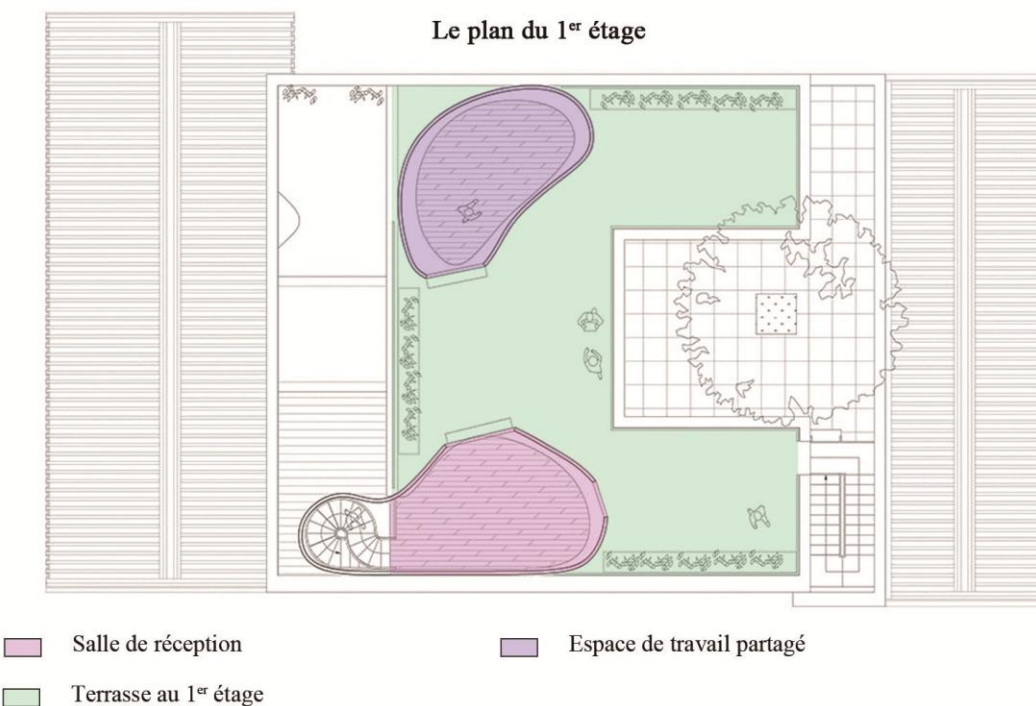 Le plan du 1er étage
Salle de réception
Espace de travail partagé
Terrasse au 1er étage